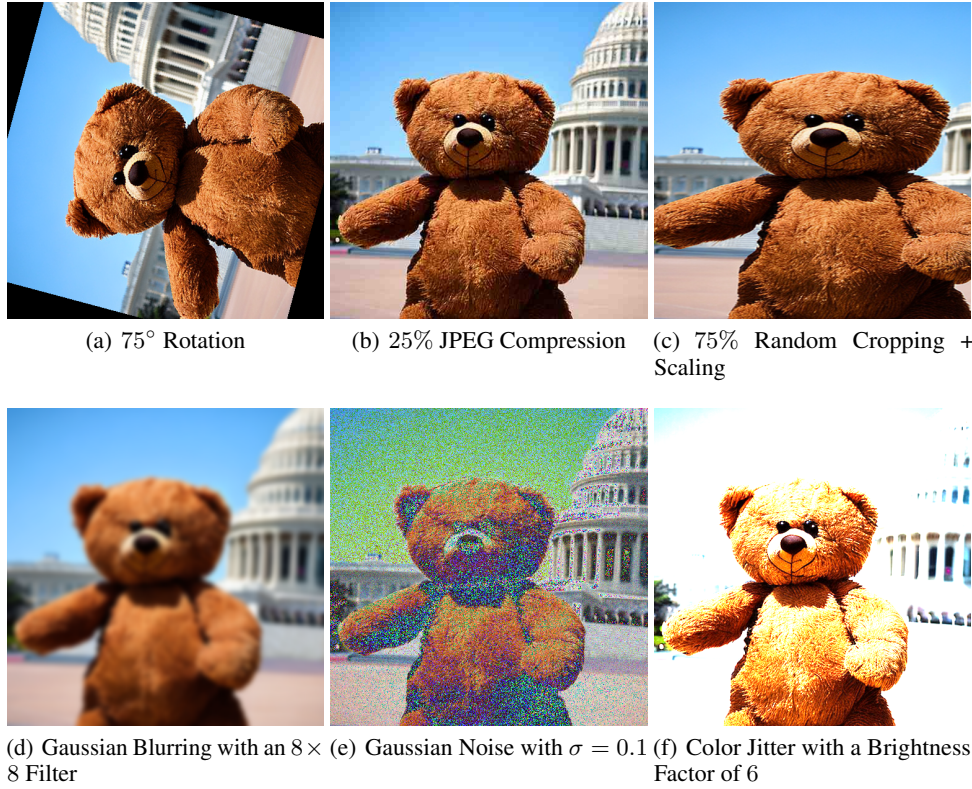 (a) 75° Rotation
(b) 25% JPEG Compression
(c) 75% Random Cropping +
Scaling
(d) Gaussian Blurring with an 8 ×
8 Filter
(e) Gaussian Noise with σ = 0.1
(f) Color Jitter with a Brightness
Factor of 6